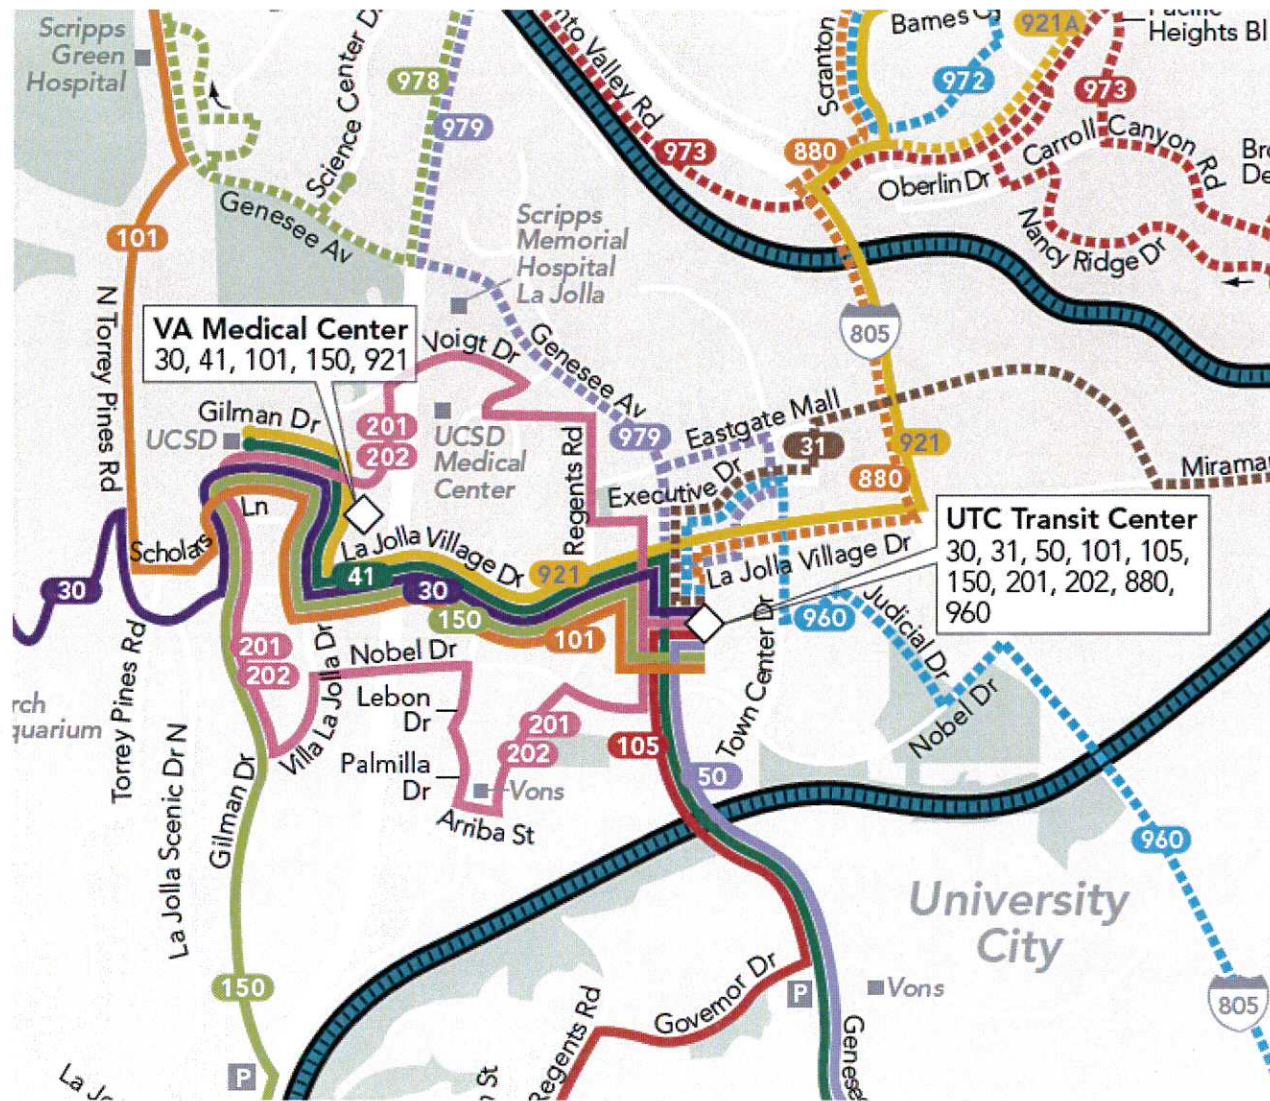 Scripps
Green
Hospital
Science Center Dr
978
979
Valley Rd
973
Scranton
880
972
921A
Heights Bl
973
Carroll Canyon Rd
Oberlin Dr
Nancy Ridge Dr
Genesee Av
101
N Torrey Pines Rd
Scripps
Memorial
Hospital
La Jolla
805
VA Medical Center
30, 41, 101, 150, 921
Voigt Dr
Genesee Av
Gilman Dr
UCSD
201
202
UCSD
Medical
Center
Regents Rd
979
Eastgate Mall
31
921
880
Executive Dr
Miramar
Scholars Ln
La Jolla Village Dr
921
41
30
150
101
La Jolla Village Dr
UTC Transit Center
30, 31, 50, 101, 105,
150, 201, 202, 880,
960
30
Torrey Pines Rd
201
202
Villa La Jolla Dr
Nobel Dr
Lebon
Dr
Palmilla
Dr
201
202
Vons
Arriba St
105
50
Town Center Dr
960
Judicial Dr
Nobel Dr
La Jolla Scenic Dr N
Gilman Dr
960
University
City
150
P
Regents Rd
Governor Dr
P
Vons
805
Genese
La Jo
St